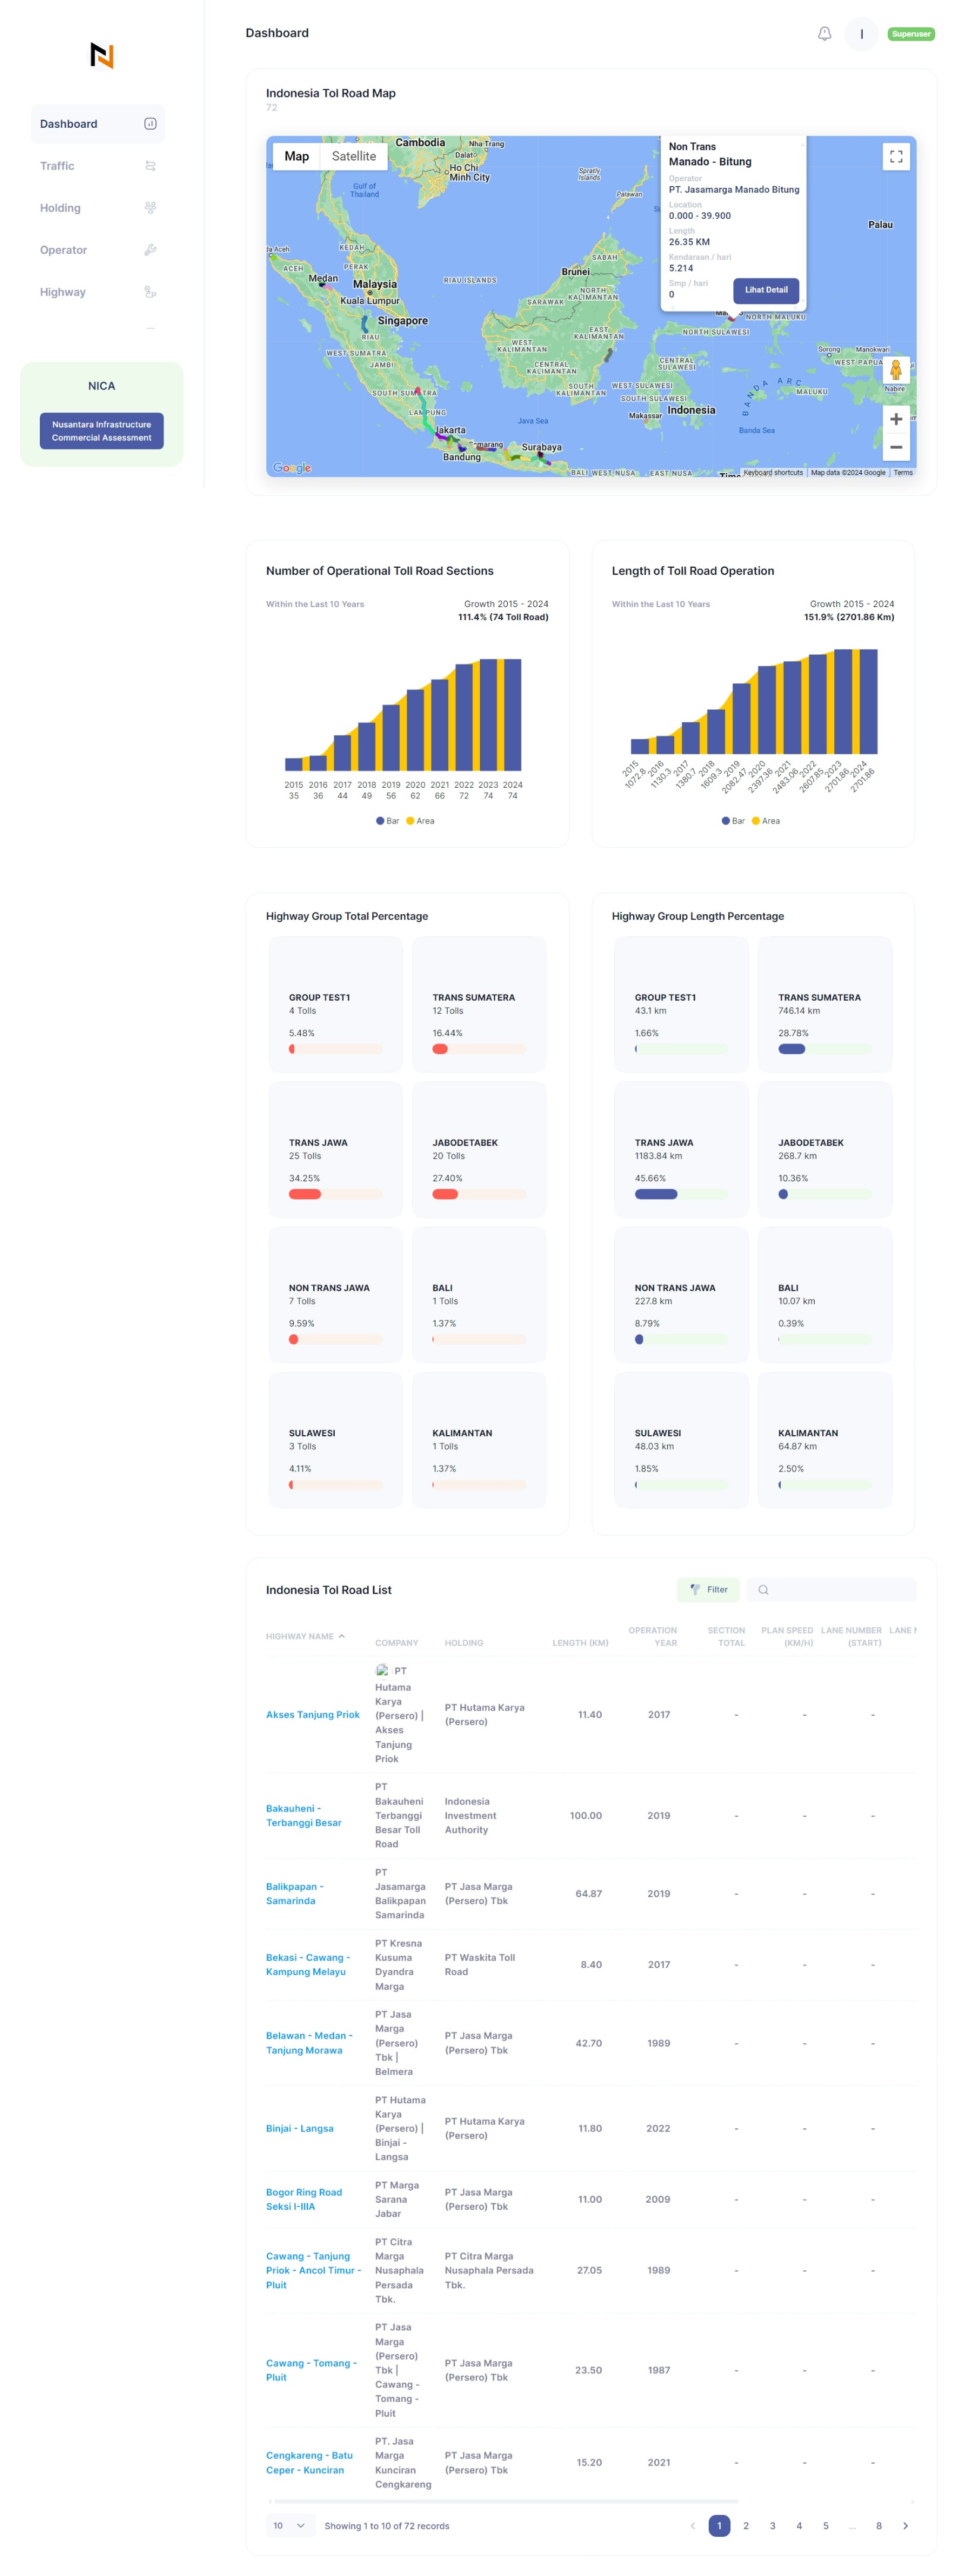 Dashboard
I
Superuser
Dashboard
Traffic
Holding
Operator
Highway
NICA
Nusantara Infrastructure
Commercial Assessment
Indonesia Tol Road Map
72
Map
Satellite
Cambodia
Nha Trang
Dalat
Ho Chi
Minh City
Gulf of
Thailand
Spratly
Islands
Palawan
Palau
Non Trans
Manado - Bitung
Operator
PT. Jasamarga Manado Bitung
Location
0.000 - 39.900
Length
26.35 KM
Kendaraan / hari
5.214
Smp / hari
0
Lihat Detail
ACEH
KEDAH
PERAK
Medan
Malaysia
Kuala Lumpur
Singapore
RIAU
RIAU ISLANDS
WEST SUMATRA
JAMBI
SOUTH SUMATRA
LAMPUNG
Brunei
SABAH
SARAWAK
NORTH
KALIMANTAN
EAST
KALIMANTAN
WEST
KALIMANTAN
CENTRAL
KALIMANTAN
SOUTH
KALIMANTAN
NORTH MALUKU
NORTH SULAWESI
CENTRAL
SULAWESI
WEST SULAWESI
SOUTH SULAWESI
Makassar
Indonesia
Sorong
Manokwari
WEST PAPUA
Nabire
MALUKU
BANDA ARC
Banda Sea
Java Sea
Jakarta
Bandung
Surabaya
BALI
WEST NUSA
EAST NUSA
Google
Keyboard shortcuts
Map data ©2024 Google
Terms
Number of Operational Toll Road Sections
Within the Last 10 Years
Growth 2015 - 2024
111.4% (74 Toll Road)
2015 2016 2017 2018 2019 2020 2021 2022 2023 2024
35 36 44 49 56 62 66 72 74 74
Bar Area
Length of Toll Road Operation
Within the Last 10 Years
Growth 2015 - 2024
151.9% (2701.86 Km)
2015 2016 2017 2018 2019 2020 2021 2022 2023 2024
1072.8 1130.3 1380.7 1609.3 2082.47 2397.36 2483.06 2607.85 2701.86 2701.86
Bar Area
Highway Group Total Percentage
GROUP TEST1
4 Tolls
5.48%
TRANS SUMATERA
12 Tolls
16.44%
TRANS JAWA
25 Tolls
34.25%
JABODETABEK
20 Tolls
27.40%
NON TRANS JAWA
7 Tolls
9.59%
BALI
1 Tolls
1.37%
SULAWESI
3 Tolls
4.11%
KALIMANTAN
1 Tolls
1.37%
Highway Group Length Percentage
GROUP TEST1
43.1 km
1.66%
TRANS SUMATERA
746.14 km
28.78%
TRANS JAWA
1183.84 km
45.66%
JABODETABEK
268.7 km
10.36%
NON TRANS JAWA
227.8 km
8.79%
BALI
10.07 km
0.39%
SULAWESI
48.03 km
1.85%
KALIMANTAN
64.87 km
2.50%
Indonesia Tol Road List
Filter
HIGHWAY NAME
COMPANY
HOLDING
LENGTH (KM)
OPERATION
YEAR
SECTION
TOTAL
PLAN SPEED
(KM/H)
LANE NUMBER
(START)
LANE
Akses Tanjung Priok
PT
Hutama
Karya
(Persero) |
Akses
Tanjung
Priok
PT Hutama Karya
(Persero)
11.40 2017 - - -
Bakauheni -
Terbanggi Besar
PT
Bakauheni
Terbanggi
Besar Toll
Road
Indonesia
Investment
Authority
100.00 2019 - - -
Balikpapan -
Samarinda
PT
Jasamarga
Balikpapan
Samarinda
PT Jasa Marga
(Persero) Tbk
64.87 2019 - - -
Bekasi - Cawang -
Kampung Melayu
PT Kresna
Kusuma
Dyandra
Marga
PT Waskita Toll
Road
8.40 2017 - - -
Belawan - Medan -
Tanjung Morawa
PT Jasa
Marga
(Persero)
Tbk |
Belmera
PT Jasa Marga
(Persero) Tbk
42.70 1989 - - -
Binjai - Langsa
PT Hutama
Karya
(Persero) |
Binjai -
Langsa
PT Hutama Karya
(Persero)
11.80 2022 - - -
Bogor Ring Road
Seksi I-IIIA
PT Marga
Sarana
Jabar
PT Jasa Marga
(Persero) Tbk
11.00 2009 - - -
Cawang - Tanjung
Priok - Ancol Timur -
Pluit
PT Citra
Marga
Nusaphala
Persada
Tbk.
PT Citra Marga
Nusaphala Persada
Tbk.
27.05 1989 - - -
Cawang - Tomang -
Pluit
PT Jasa
Marga
(Persero)
Tbk |
Cawang -
Tomang -
Pluit
PT Jasa Marga
(Persero) Tbk
23.50 1987 - - -
Cengkareng - Batu
Ceper - Kunciran
PT. Jasa
Marga
Kunciran
Cengkareng
PT Jasa Marga
(Persero) Tbk
15.20 2021 - - -
10
Showing 1 to 10 of 72 records
1 2 3 4 5 ... 8